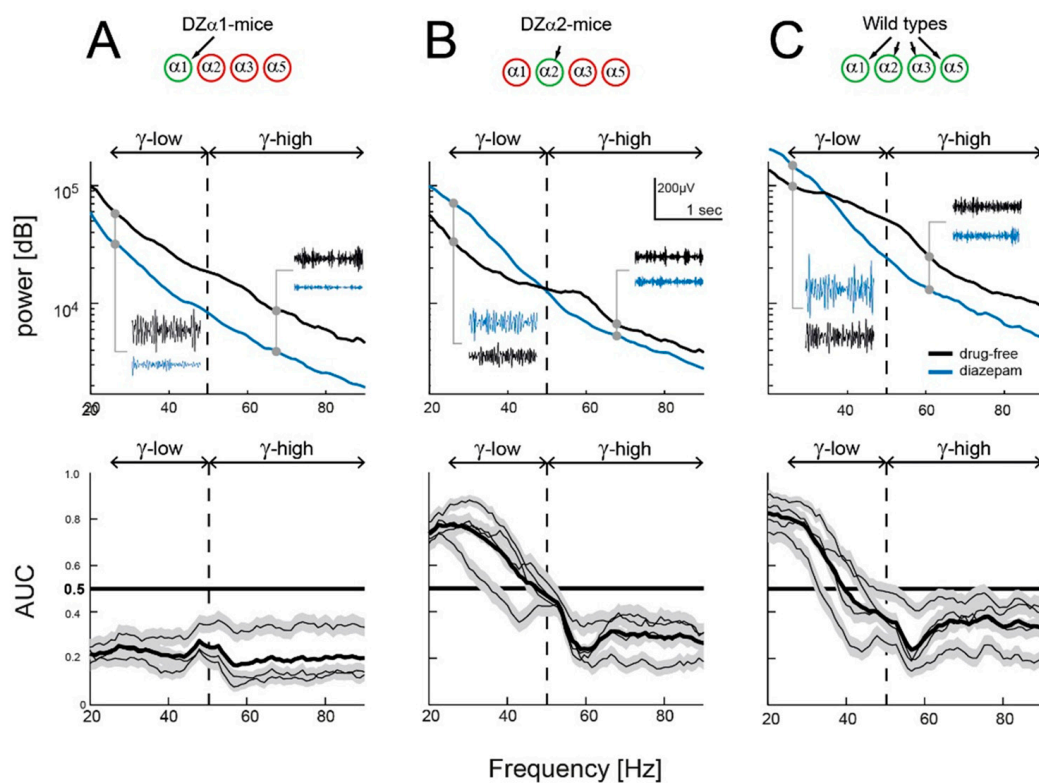 A
DZα1-mice
α1 α2 α3 α5
B
DZα2-mice
α1 α2 α3 α5
C
Wild types
α1 α2 α3 α5
γ-low γ-high
γ-low γ-high
γ-low γ-high
power [dB]
10⁵
10⁴
200µV
1 sec
drug-free
diazepam
20 40 60 80
20 40 60 80
40 60 80
γ-low γ-high
γ-low γ-high
γ-low γ-high
AUC
1.0
0.8
0.6
0.5
0.4
0.2
0
20 40 60 80
20 40 60 80
20 40 60 80
Frequency [Hz]